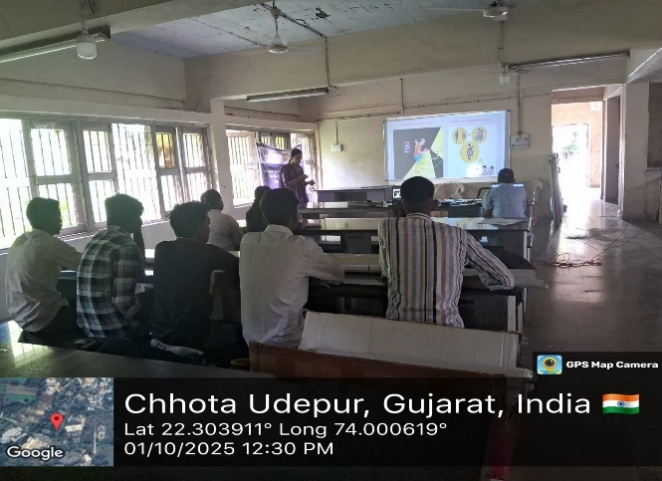 GPS Map Camera
Chhota Udepur, Gujarat, India
Lat 22.303911° Long 74.000619°
01/10/2025 12:30 PM
Google